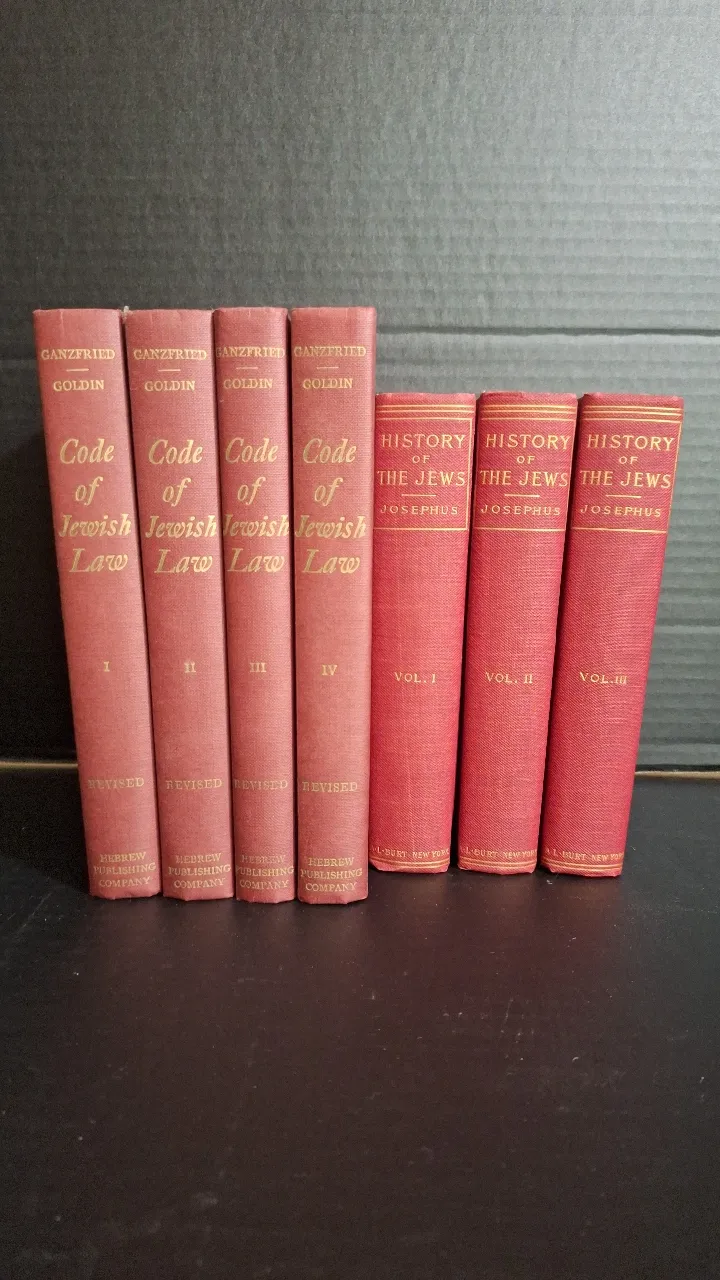 GANZFRIED
GOLDIN
Code
of
Jewish
Law
I
REVISED
HEBREW
PUBLISHING
COMPANY
GANZFRIED
GOLDIN
Code
of
Jewish
Law
II
REVISED
HEBREW
PUBLISHING
COMPANY
GANZFRIED
GOLDIN
Code
of
Jewish
Law
III
REVISED
HEBREW
PUBLISHING
COMPANY
GANZFRIED
GOLDIN
Code
of
Jewish
Law
IV
REVISED
HEBREW
PUBLISHING
COMPANY
HISTORY
OF
THE JEWS
JOSEPHUS
VOL. I
A·L·BURT·NEW YORK
HISTORY
OF
THE JEWS
JOSEPHUS
VOL. II
A·L·BURT·NEW YORK
HISTORY
OF
THE JEWS
JOSEPHUS
VOL. III
A·L·BURT·NEW YORK